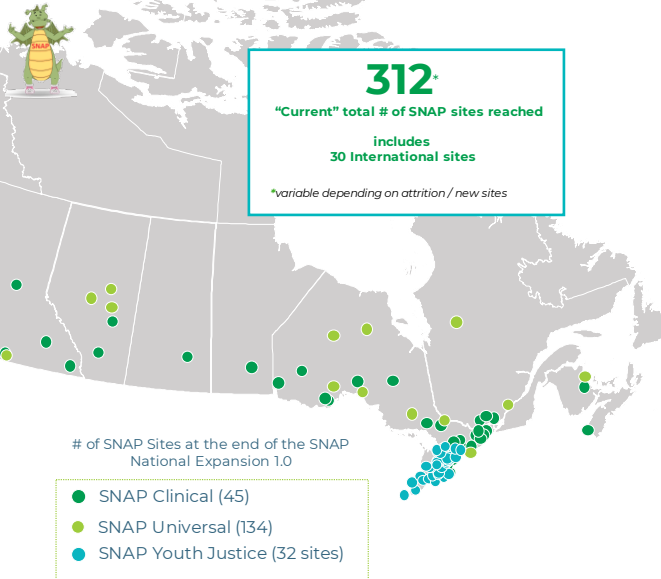 SNAP
312*
“Current” total # of SNAP sites reached
includes
30 International sites
*variable depending on attrition / new sites
# of SNAP Sites at the end of the SNAP
National Expansion 1.0
SNAP Clinical (45)
SNAP Universal (134)
SNAP Youth Justice (32 sites)